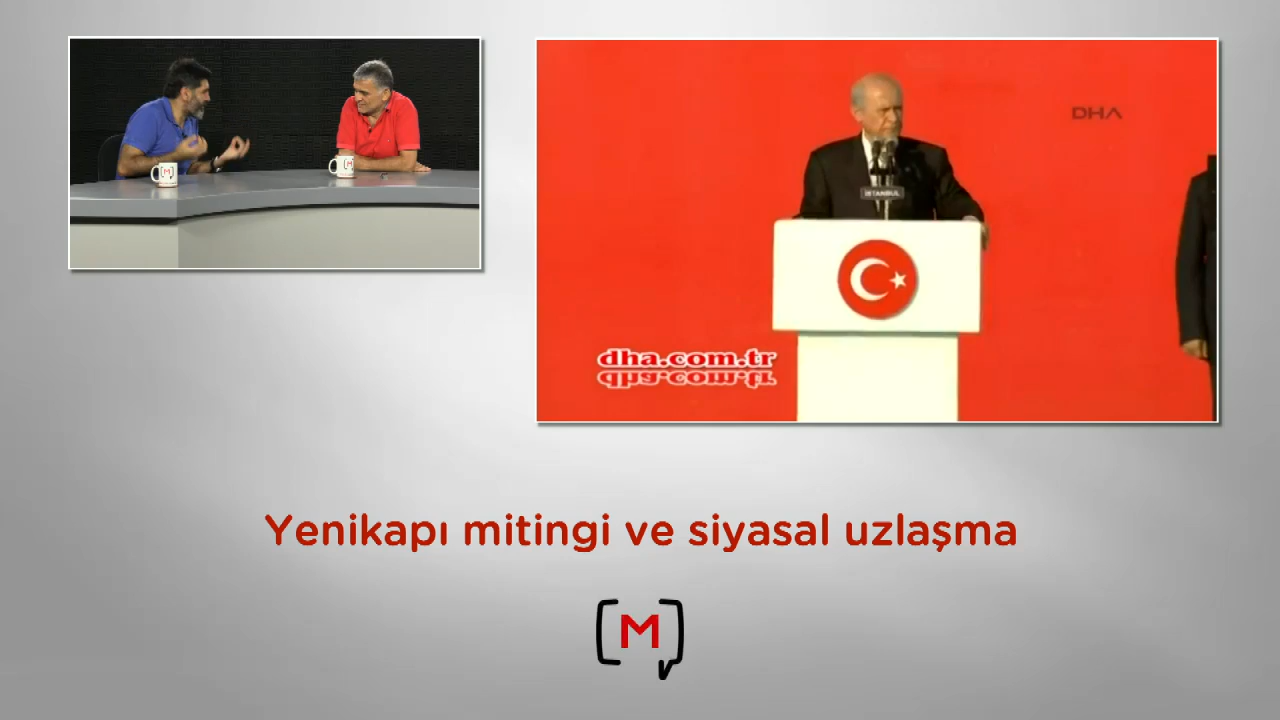 [M]
[M]
DHA
İSTANBUL
dha.com.tr
Yenikapı mitingi ve siyasal uzlaşma
[M]